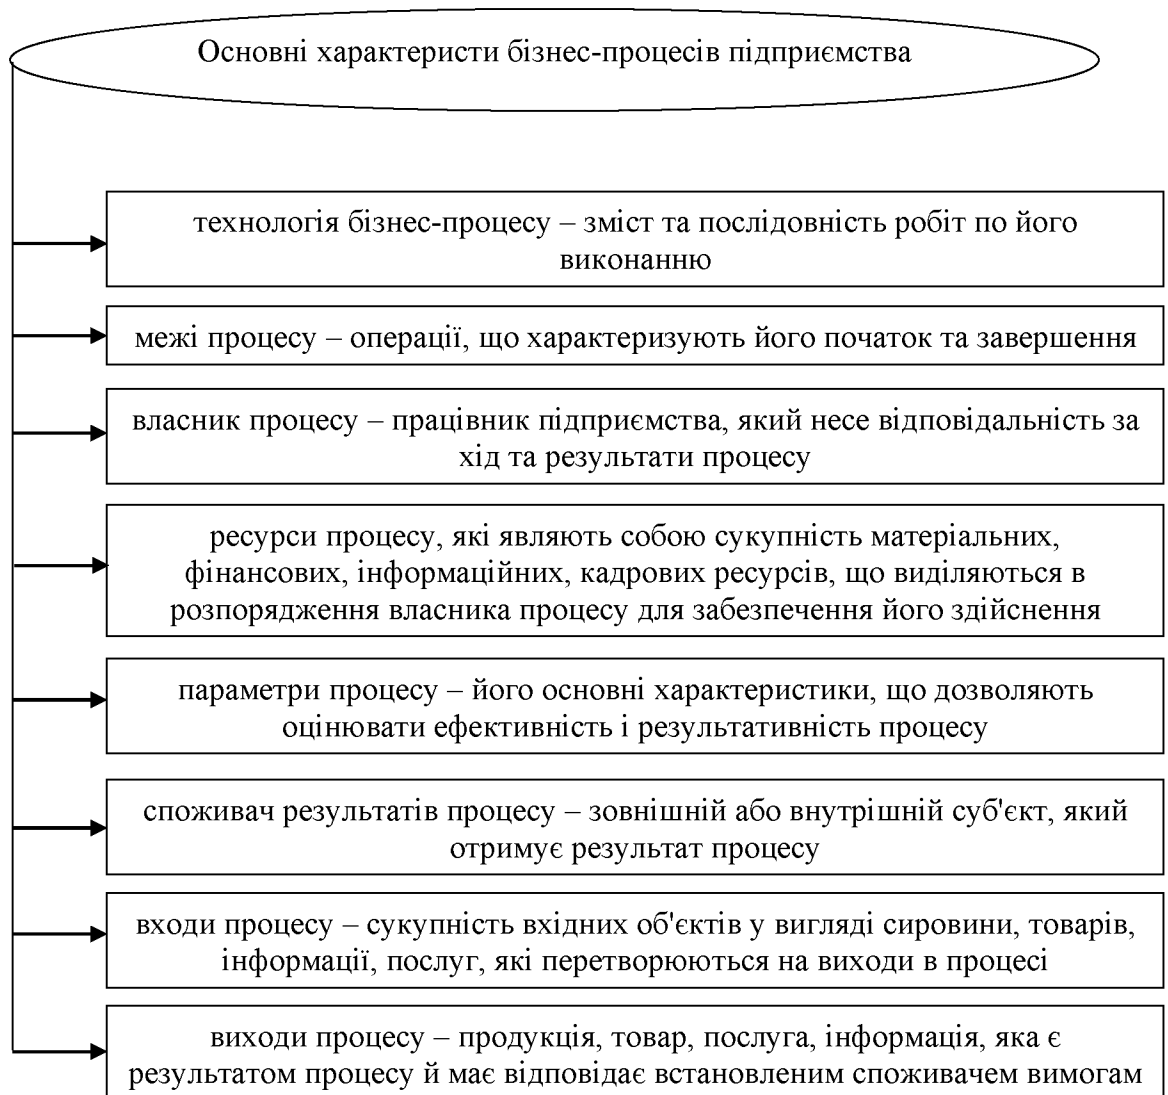 Основні характеристи бізнес-процесів підприємства
технологія бізнес-процесу – зміст та послідовність робіт по його
виконанню
межі процесу – операції, що характеризують його початок та завершення
власник процесу – працівник підприємства, який несе відповідальність за
хід та результати процесу
ресурси процесу, які являють собою сукупність матеріальних,
фінансових, інформаційних, кадрових ресурсів, що виділяються в
розпорядження власника процесу для забезпечення його здійснення
параметри процесу – його основні характеристики, що дозволяють
оцінювати ефективність і результативність процесу
споживач результатів процесу – зовнішній або внутрішній суб'єкт, який
отримує результат процесу
входи процесу – сукупність вхідних об'єктів у вигляді сировини, товарів,
інформації, послуг, які перетворюються на виходи в процесі
виходи процесу – продукція, товар, послуга, інформація, яка є
результатом процесу й має відповідає встановленим споживачем вимогам